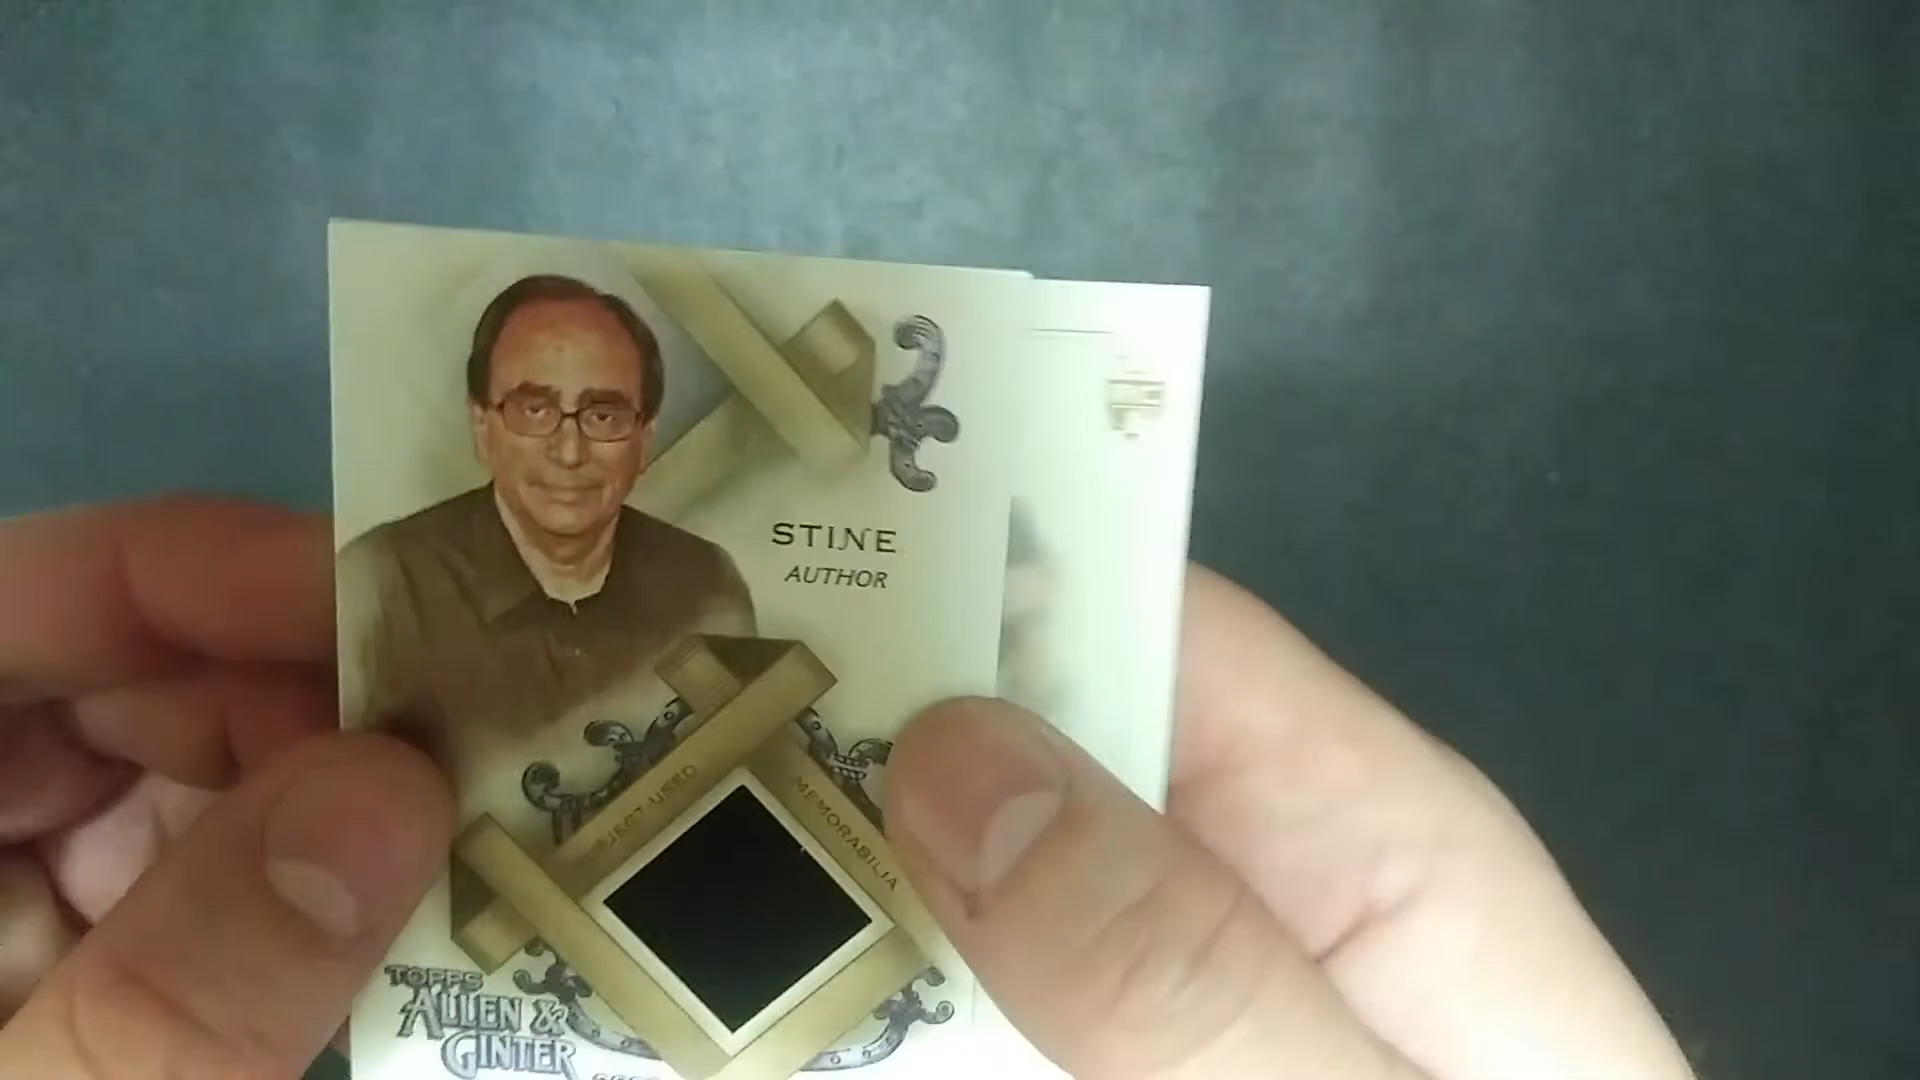 STINE
AUTHOR
MEMORABILIA
TOPPS
ALLEN &
GINTER